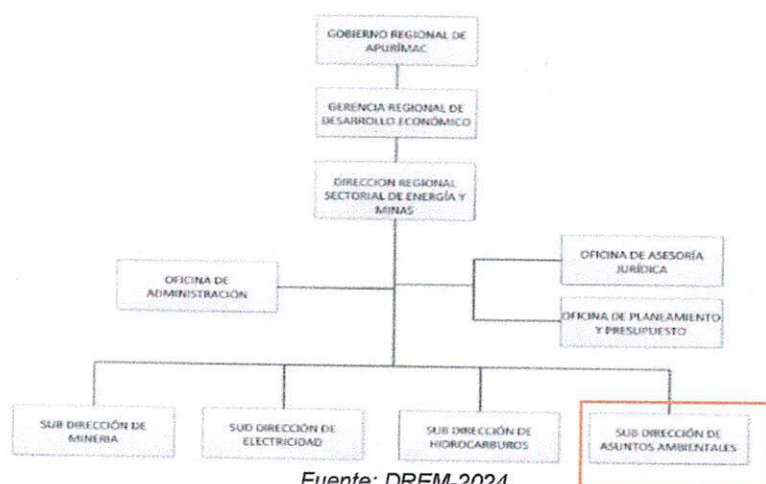 GOBIERNO REGIONAL DE
APURÍMAC
GERENCIA REGIONAL DE
DESARROLLO ECONÓMICO
DIRECCION REGIONAL
SECTORIAL DE ENERGÍA Y
MINAS
OFICINA DE
ADMINISTRACIÓN
OFICINA DE ASESORÍA
JURÍDICA
OFICINA DE PLANEAMIENTO
Y PRESUPUESTO
SUB DIRECCIÓN DE
MINERIA
SUD DIRECCIÓN DE
ELECTRICIDAD
SUB DIRECCIÓN DE
HIDROCARBUROS
SUB DIRECCIÓN DE
ASUNTOS AMBIENTALES
Fuente: DREM-2024